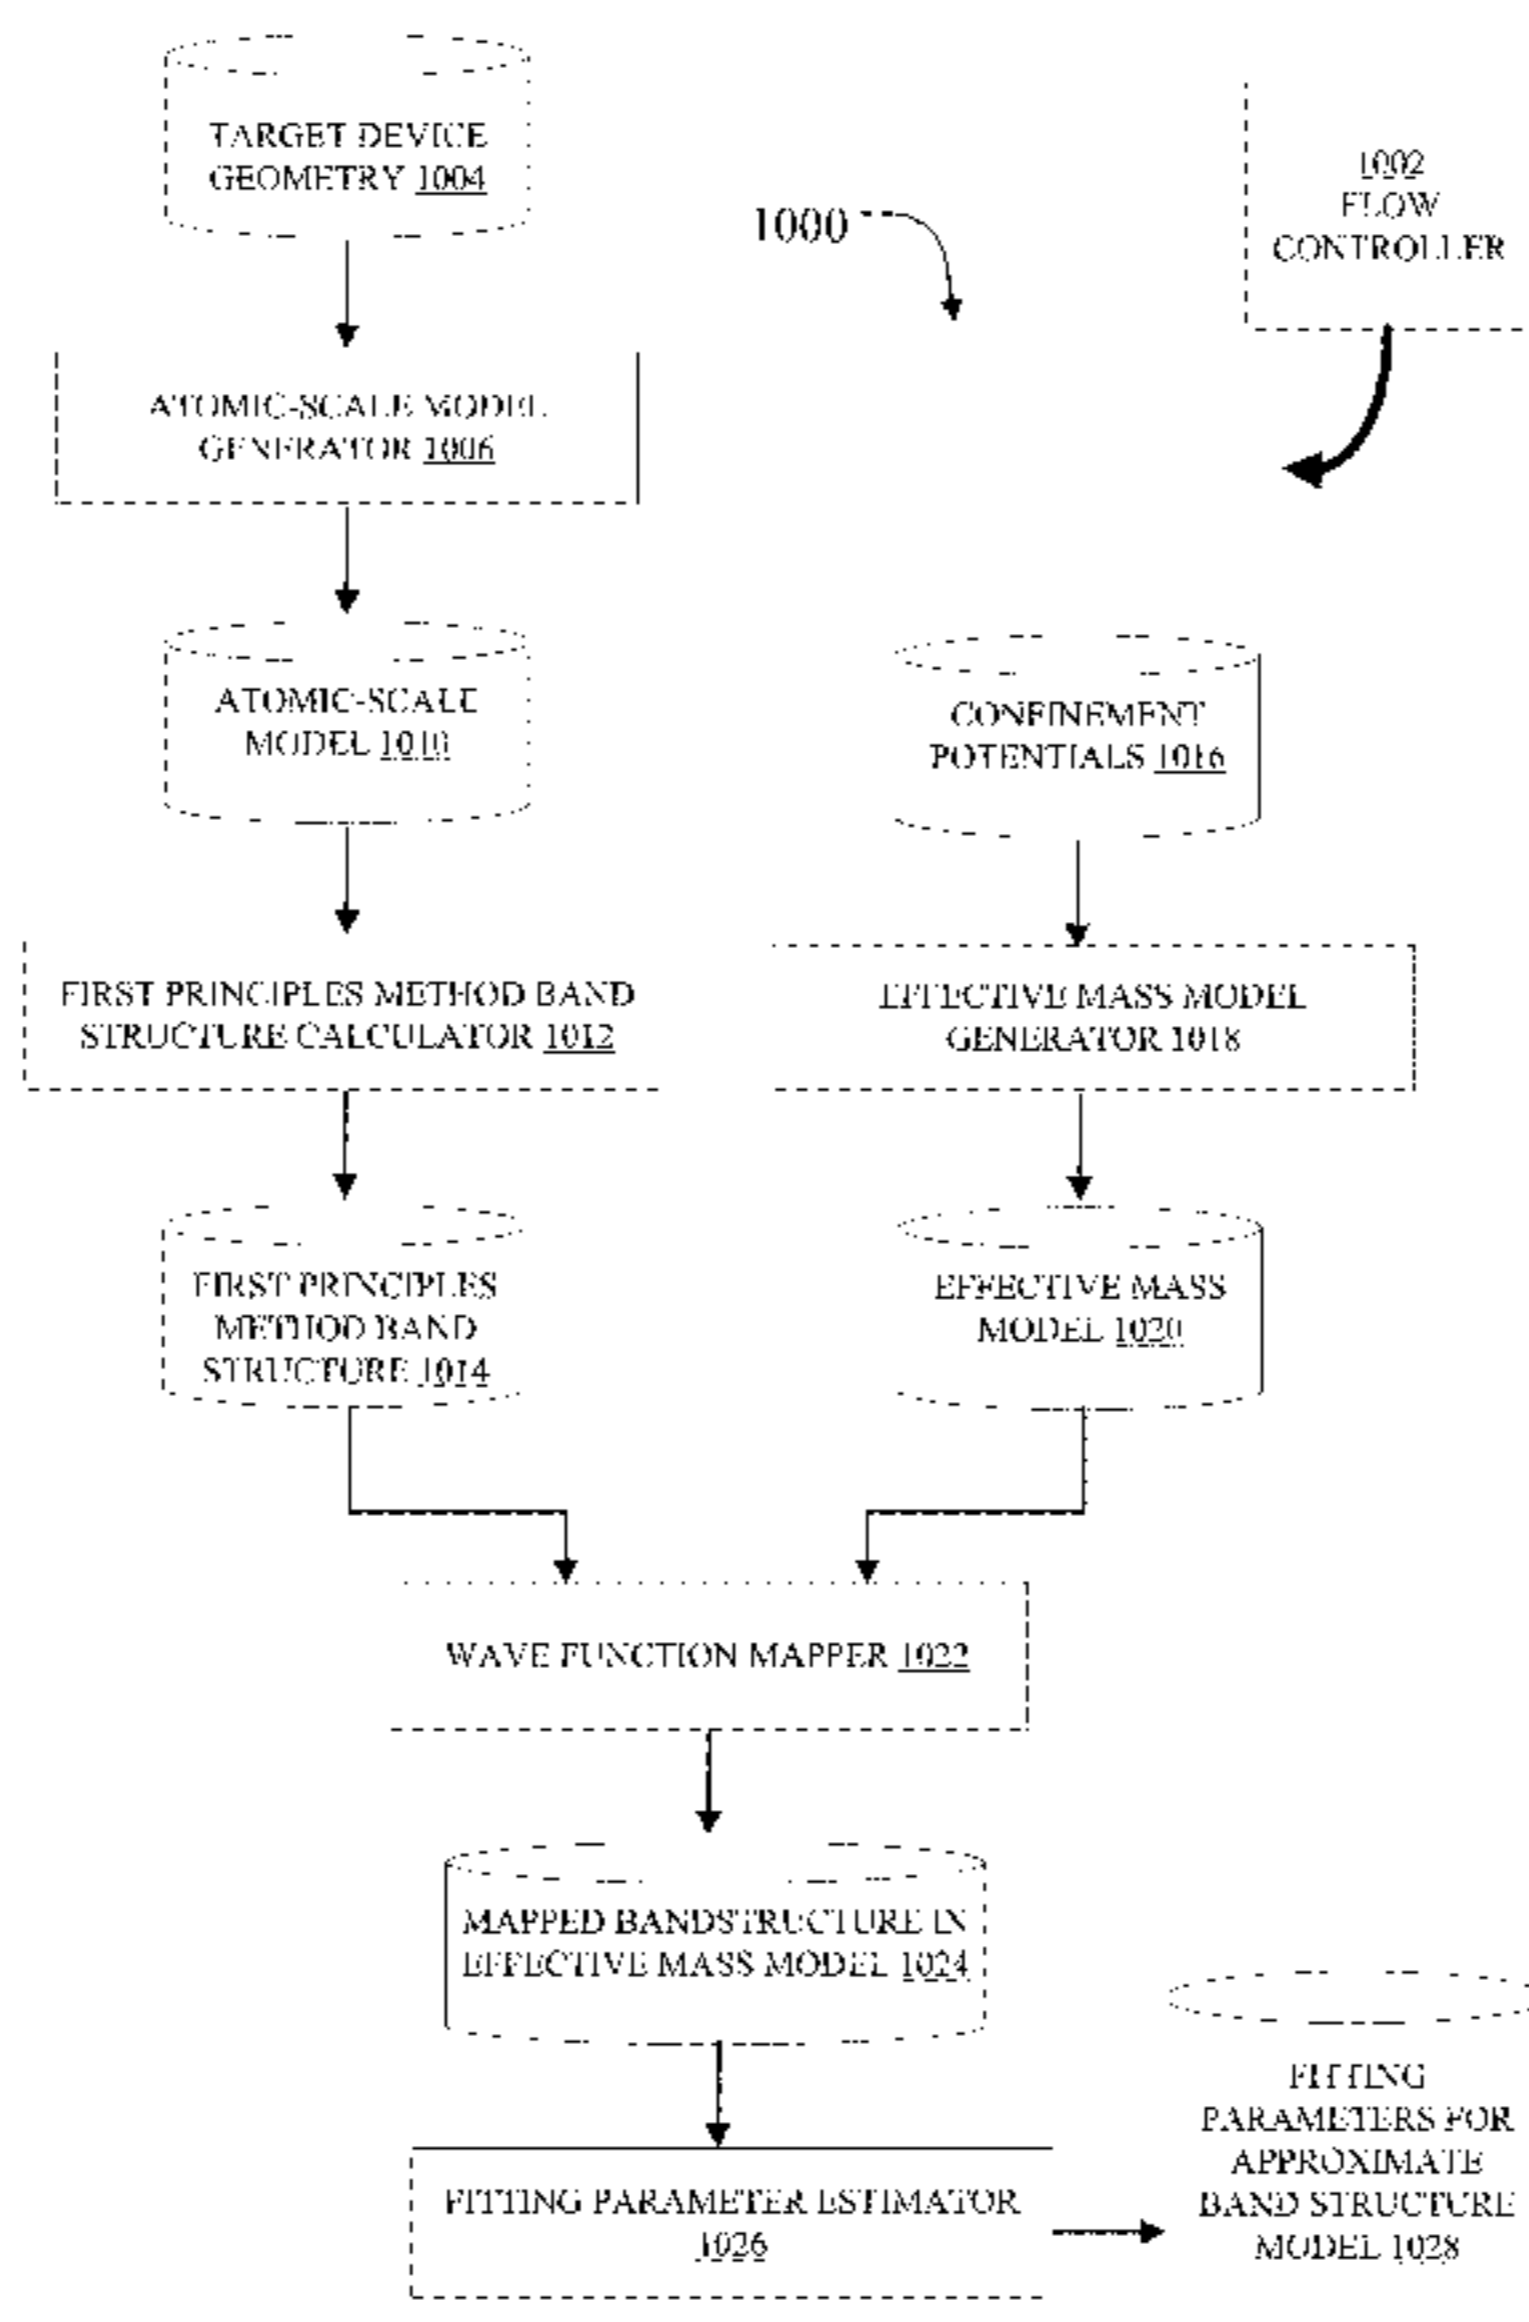 TARGET DEVICE
GEOMETRY 1004
1000
1002
FLOW
CONTROLLER
ATOMIC-SCALE MODEL
GENERATOR 1006
ATOMIC-SCALE
MODEL 1010
CONFINEMENT
POTENTIALS 1016
FIRST PRINCIPLES METHOD BAND
STRUCTURE CALCULATOR 1012
EFFECTIVE MASS MODEL
GENERATOR 1018
FIRST PRINCIPLES
METHOD BAND
STRUCTURE 1014
EFFECTIVE MASS
MODEL 1020
WAVE FUNCTION MAPPER 1022
MAPPED BANDSTRUCTURE IN
EFFECTIVE MASS MODEL 1024
FITTING PARAMETER ESTIMATOR
1026
FITTING
PARAMETERS FOR
APPROXIMATE
BAND STRUCTURE
MODEL 1028